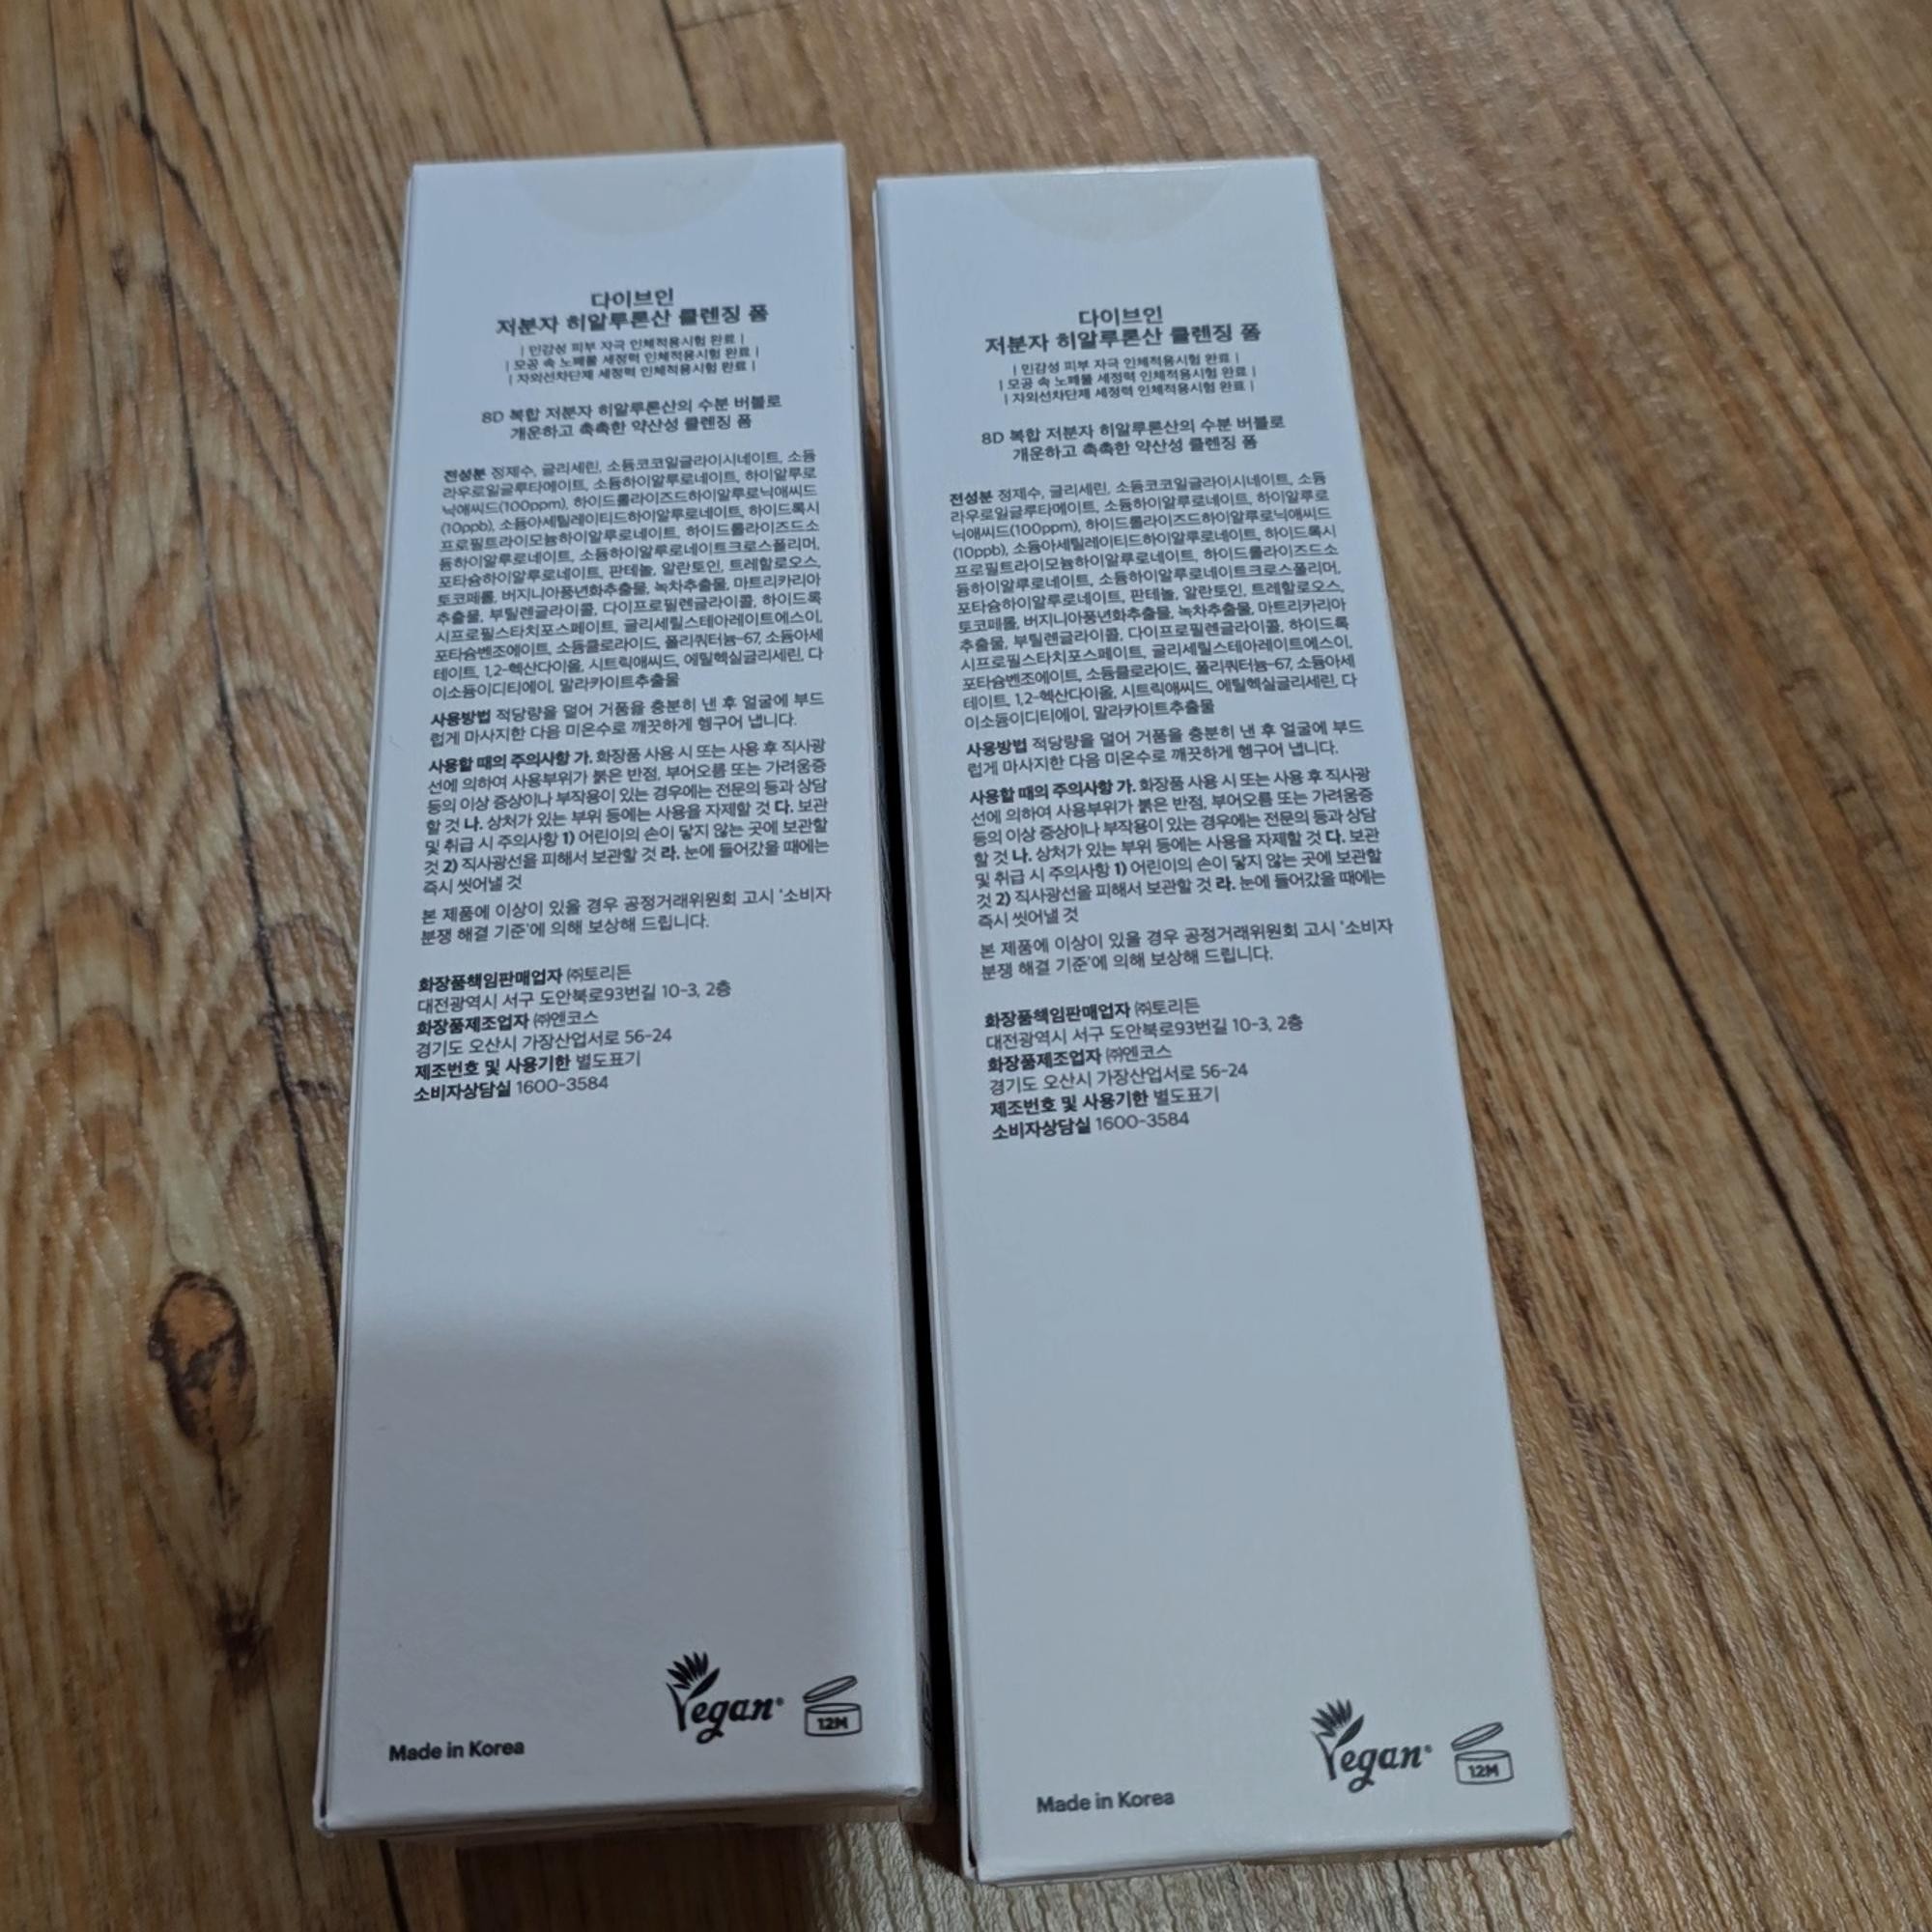 다이브인
저분자 히알루론산 클렌징 폼
| 민감성 피부 자극 인체적용시험 완료 |
| 모공 속 노폐물 세정력 인체적용시험 완료 |
| 자외선차단제 세정력 인체적용시험 완료 |
8D 복합 저분자 히알루론산의 수분 버블로
개운하고 촉촉한 약산성 클렌징 폼
전성분 정제수, 글리세린, 소듐코코일글라이시네이트, 소듐
라우로일글루타메이트, 소듐하이알루로네이트, 하이알루로
닉애씨드(100ppm), 하이드롤라이즈드하이알루로닉애씨드
(10ppb), 소듐아세틸레이티드하이알루로네이트, 하이드록시
프로필트라이모늄하이알루로네이트, 하이드롤라이즈드소
듐하이알루로네이트, 소듐하이알루로네이트크로스폴리머,
포타슘하이알루로네이트, 판테놀, 알란토인, 트레할로오스,
토코페롤, 버지니아풍년화추출물, 녹차추출물, 마트리카리아
추출물, 부틸렌글라이콜, 다이프로필렌글라이콜, 하이드록
시프로필스타치포스페이트, 글리세릴스테아레이트에스이,
포타슘벤조에이트, 소듐클로라이드, 폴리쿼터늄-67, 소듐아세
테이트, 1,2-헥산다이올, 시트릭애씨드, 에틸헥실글리세린, 다
이소듐이디티에이, 말라카이트추출물
사용방법 적당량을 덜어 거품을 충분히 낸 후 얼굴에 부드
럽게 마사지한 다음 미온수로 깨끗하게 헹구어 냅니다.
사용할 때의 주의사항 가. 화장품 사용 시 또는 사용 후 직사광
선에 의하여 사용부위가 붉은 반점, 부어오름 또는 가려움증
등의 이상 증상이나 부작용이 있는 경우에는 전문의 등과 상담
할 것 나. 상처가 있는 부위 등에는 사용을 자제할 것 다. 보관
및 취급 시 주의사항 1) 어린이의 손이 닿지 않는 곳에 보관할
것 2) 직사광선을 피해서 보관할 것 라. 눈에 들어갔을 때에는
즉시 씻어낼 것
본 제품에 이상이 있을 경우 공정거래위원회 고시 '소비자
분쟁 해결 기준'에 의해 보상해 드립니다.
화장품책임판매업자 ㈜토리든
대전광역시 서구 도안북로93번길 10-3, 2층
화장품제조업자 ㈜엔코스
경기도 오산시 가장산업서로 56-24
제조번호 및 사용기한 별도표기
소비자상담실 1600-3584
Made in Korea
Vegan®
12M
다이브인
저분자 히알루론산 클렌징 폼
| 민감성 피부 자극 인체적용시험 완료 |
| 모공 속 노폐물 세정력 인체적용시험 완료 |
| 자외선차단제 세정력 인체적용시험 완료 |
8D 복합 저분자 히알루론산의 수분 버블로
개운하고 촉촉한 약산성 클렌징 폼
전성분 정제수, 글리세린, 소듐코코일글라이시네이트, 소듐
라우로일글루타메이트, 소듐하이알루로네이트, 하이알루로
닉애씨드(100ppm), 하이드롤라이즈드하이알루로닉애씨드
(10ppb), 소듐아세틸레이티드하이알루로네이트, 하이드록시
프로필트라이모늄하이알루로네이트, 하이드롤라이즈드소
듐하이알루로네이트, 소듐하이알루로네이트크로스폴리머,
포타슘하이알루로네이트, 판테놀, 알란토인, 트레할로오스,
토코페롤, 버지니아풍년화추출물, 녹차추출물, 마트리카리아
추출물, 부틸렌글라이콜, 다이프로필렌글라이콜, 하이드록
시프로필스타치포스페이트, 글리세릴스테아레이트에스이,
포타슘벤조에이트, 소듐클로라이드, 폴리쿼터늄-67, 소듐아세
테이트, 1,2-헥산다이올, 시트릭애씨드, 에틸헥실글리세린, 다
이소듐이디티에이, 말라카이트추출물
사용방법 적당량을 덜어 거품을 충분히 낸 후 얼굴에 부드
럽게 마사지한 다음 미온수로 깨끗하게 헹구어 냅니다.
사용할 때의 주의사항 가. 화장품 사용 시 또는 사용 후 직사광
선에 의하여 사용부위가 붉은 반점, 부어오름 또는 가려움증
등의 이상 증상이나 부작용이 있는 경우에는 전문의 등과 상담
할 것 나. 상처가 있는 부위 등에는 사용을 자제할 것 다. 보관
및 취급 시 주의사항 1) 어린이의 손이 닿지 않는 곳에 보관할
것 2) 직사광선을 피해서 보관할 것 라. 눈에 들어갔을 때에는
즉시 씻어낼 것
본 제품에 이상이 있을 경우 공정거래위원회 고시 '소비자
분쟁 해결 기준'에 의해 보상해 드립니다.
화장품책임판매업자 ㈜토리든
대전광역시 서구 도안북로93번길 10-3, 2층
화장품제조업자 ㈜엔코스
경기도 오산시 가장산업서로 56-24
제조번호 및 사용기한 별도표기
소비자상담실 1600-3584
Made in Korea
Vegan®
12M